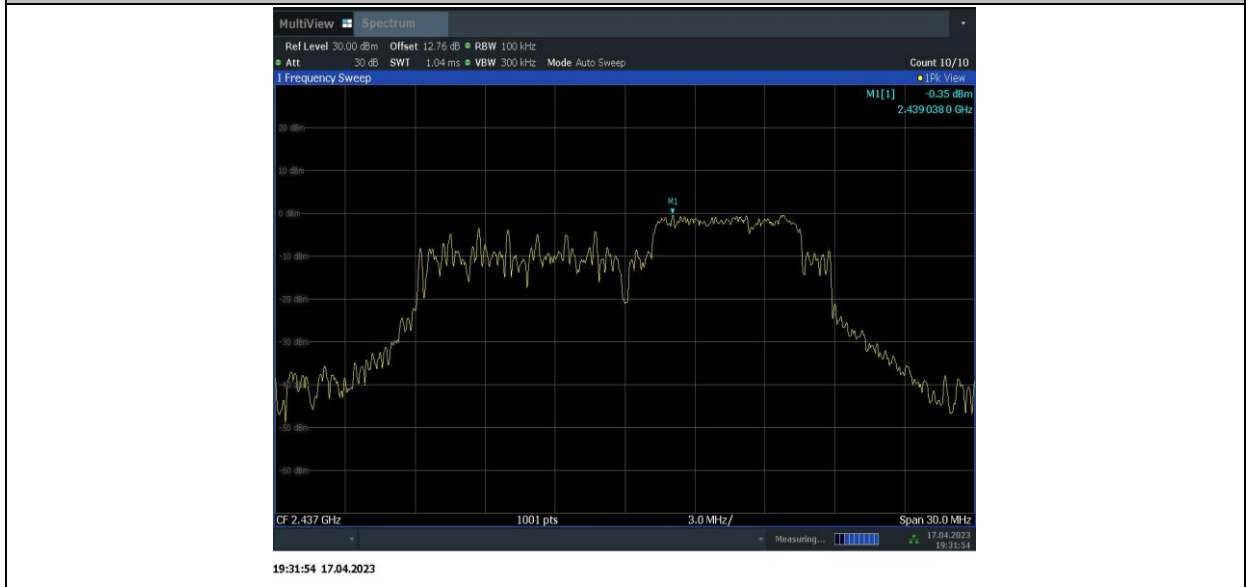 MultiView Spectrum
Ref Level 30.00 dBm Offset 12.76 dB RBW 100 kHz
Att 30 dB SWT 1.04 ms VBW 300 kHz Mode Auto Sweep Count 10/10
1 Frequency Sweep 1Pk View
M1[1] -0.35 dBm
2.439 038 0 GHz
20 dBm
10 dBm
M1
0 dBm
-10 dBm
-20 dBm
-30 dBm
-40 dBm
-50 dBm
-60 dBm
CF 2.437 GHz 1001 pts 3.0 MHz/ Span 30.0 MHz
Measuring... 17.04.2023
19:31:54
19:31:54 17.04.2023